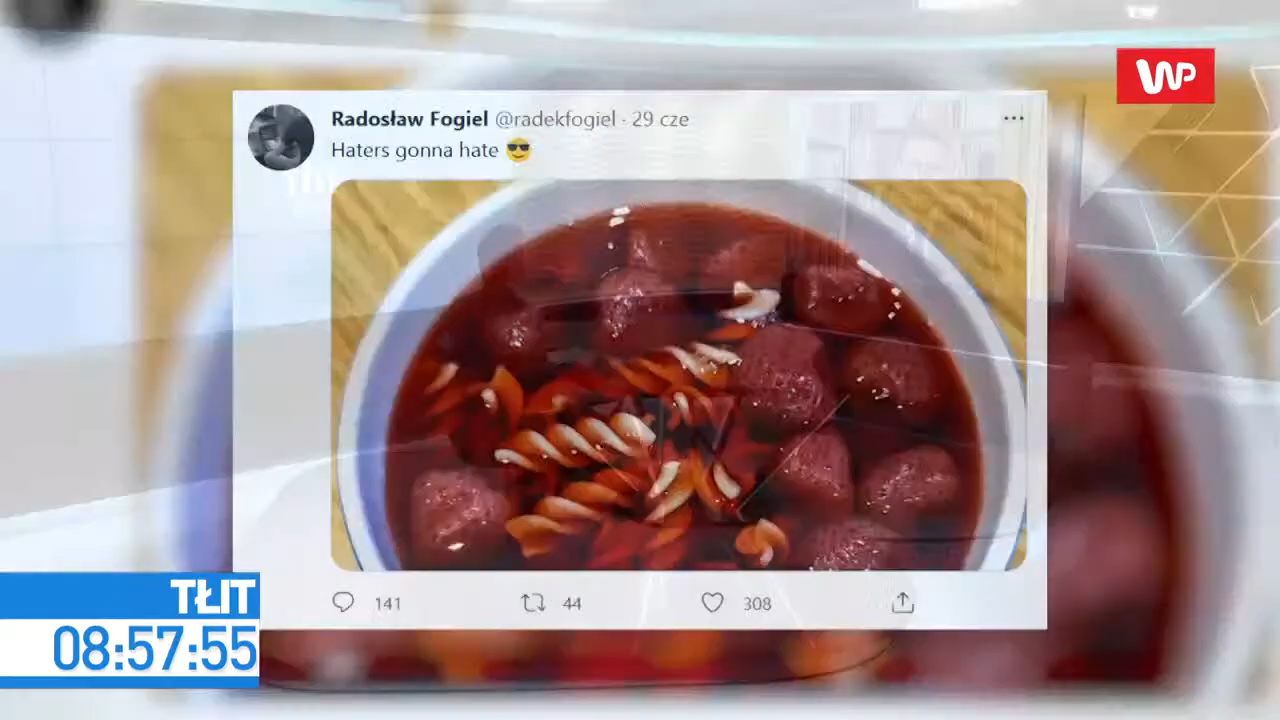 WP
Radosław Fogiel @radekfogiel · 29 cze
Haters gonna hate 😎
141 44 308
TŁIT
08:57:55